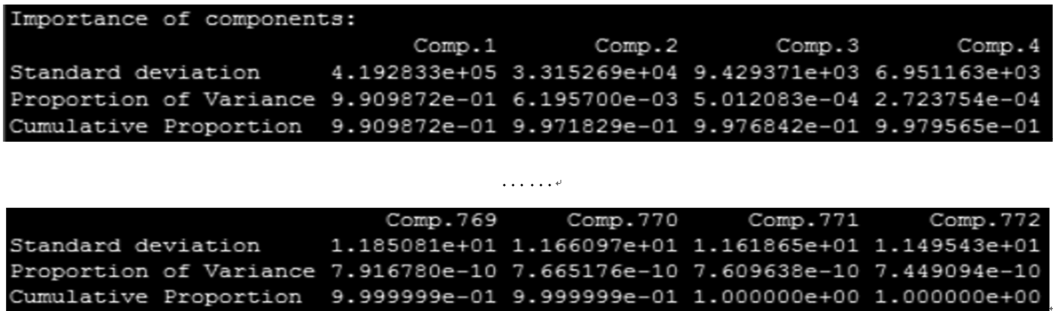 Importance of components:
Comp.1 Comp.2 Comp.3 Comp.4
Standard deviation 4.192833e+05 3.315269e+04 9.429371e+03 6.951163e+03
Proportion of Variance 9.909872e-01 6.195700e-03 5.012083e-04 2.723754e-04
Cumulative Proportion 9.909872e-01 9.971829e-01 9.976842e-01 9.979565e-01
......↵
Comp.769 Comp.770 Comp.771 Comp.772
Standard deviation 1.185081e+01 1.166097e+01 1.161865e+01 1.149543e+01
Proportion of Variance 7.916780e-10 7.665176e-10 7.609638e-10 7.449094e-10
Cumulative Proportion 9.999999e-01 9.999999e-01 1.000000e+00 1.000000e+00